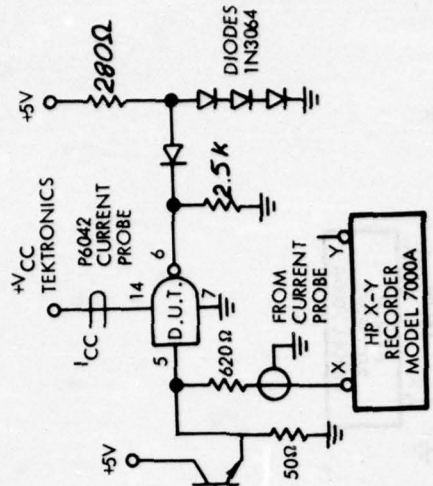 +5V
280Ω
DIODES
1N3064
2.5K
+VCC
TEKTRONICS
P6042
CURRENT
PROBE
ICC
14
6
D.U.T.
7
5
620Ω
FROM
CURRENT
PROBE
+5V
50Ω
X
Y
HP X-Y
RECORDER
MODEL 7000A